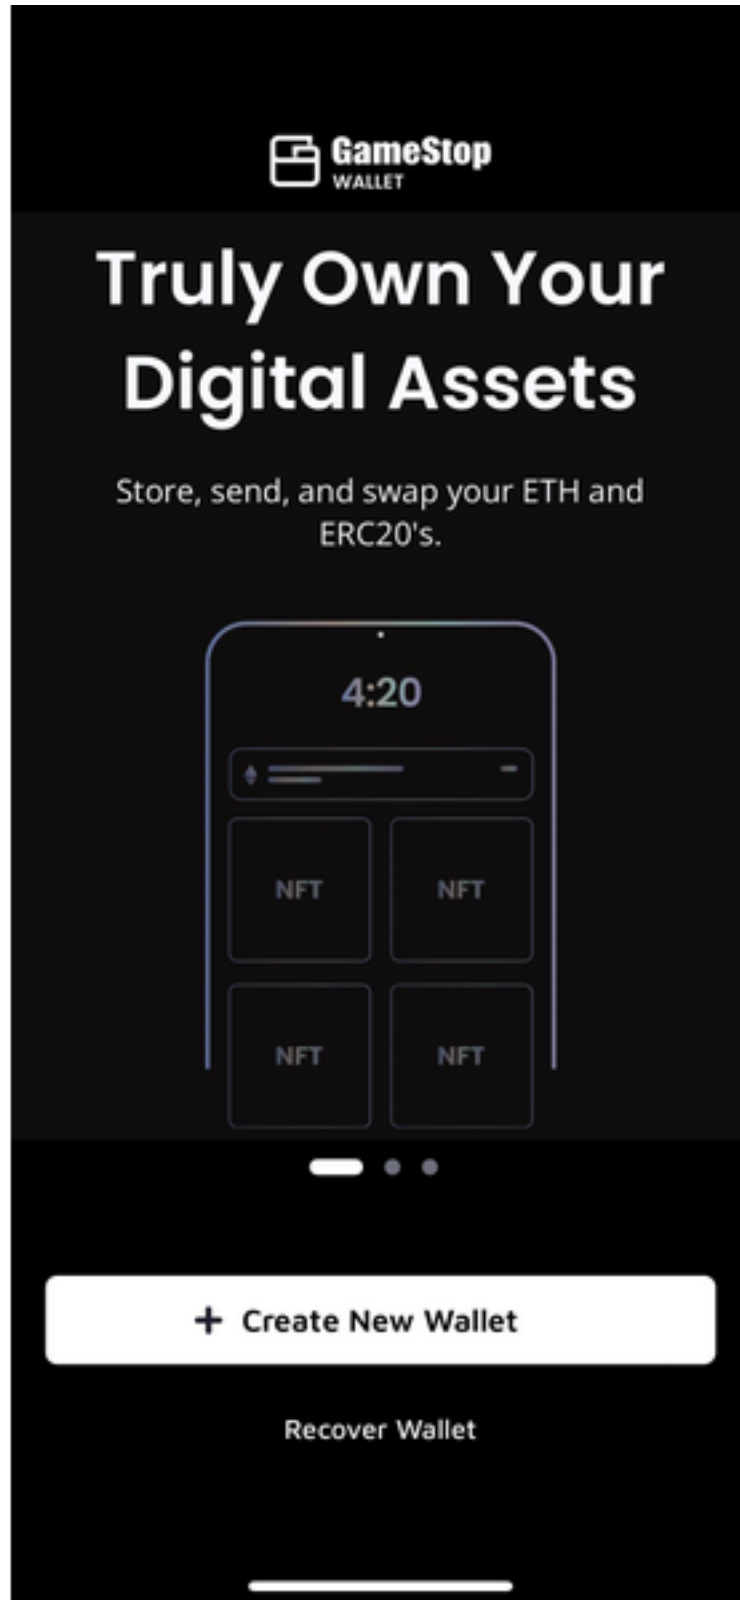 GameStop
WALLET
Truly Own Your
Digital Assets
Store, send, and swap your ETH and
ERC20's.
4:20
NFT NFT
NFT NFT
+ Create New Wallet
Recover Wallet